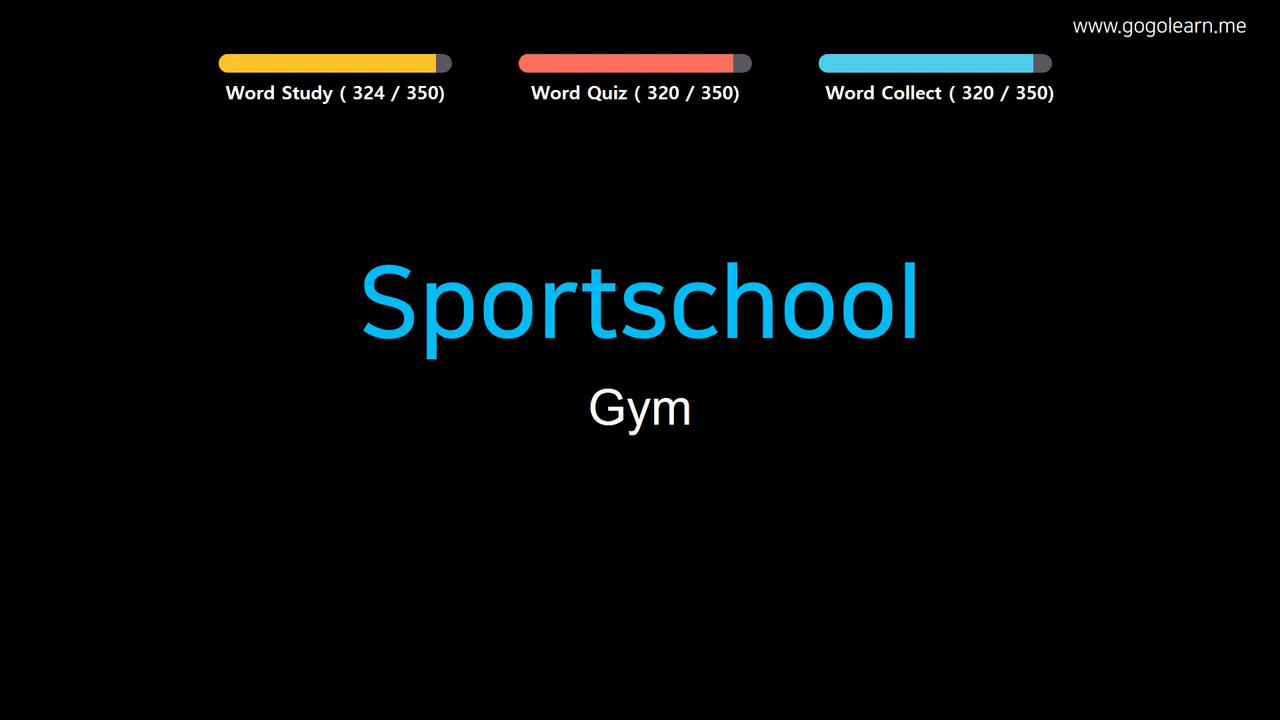 www.gogolearn.me
Word Study ( 324 / 350)
Word Quiz ( 320 / 350)
Word Collect ( 320 / 350)
Sportschool
Gym